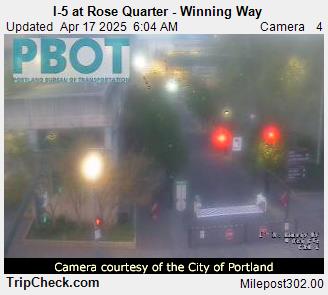 I-5 at Rose Quarter - Winning Way
Updated Apr 17 2025 6:04 AM Camera 4
PBOT
PORTLAND BUREAU OF TRANSPORTATION
Camera courtesy of the City of Portland
TripCheck.com Milepost302.00